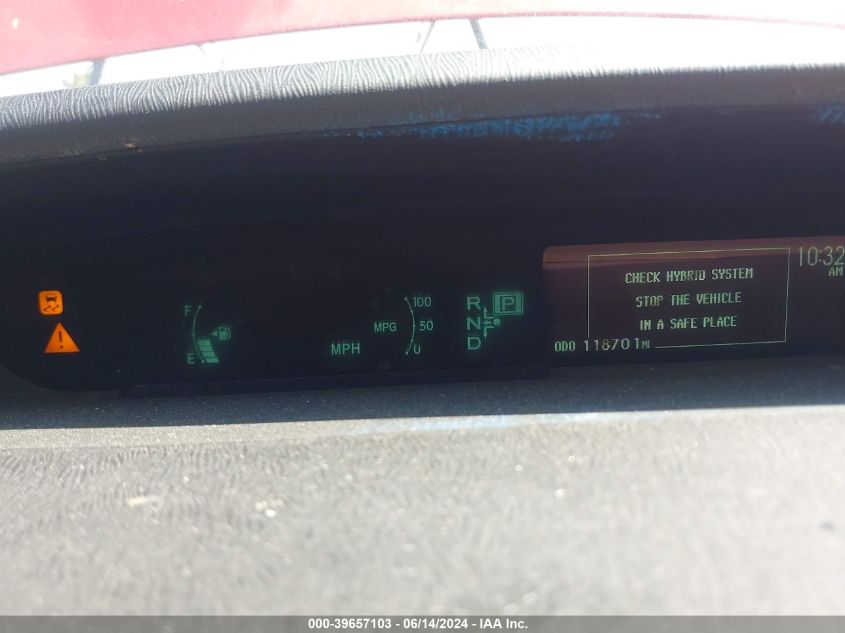 10:32
AM
CHECK HYBRID SYSTEM
STOP THE VEHICLE
IN A SAFE PLACE
ODO 118701 MI
F
E
MPH
MPG
100
50
0
R
N
D
P
000-39657103 - 06/14/2024 - IAA Inc.